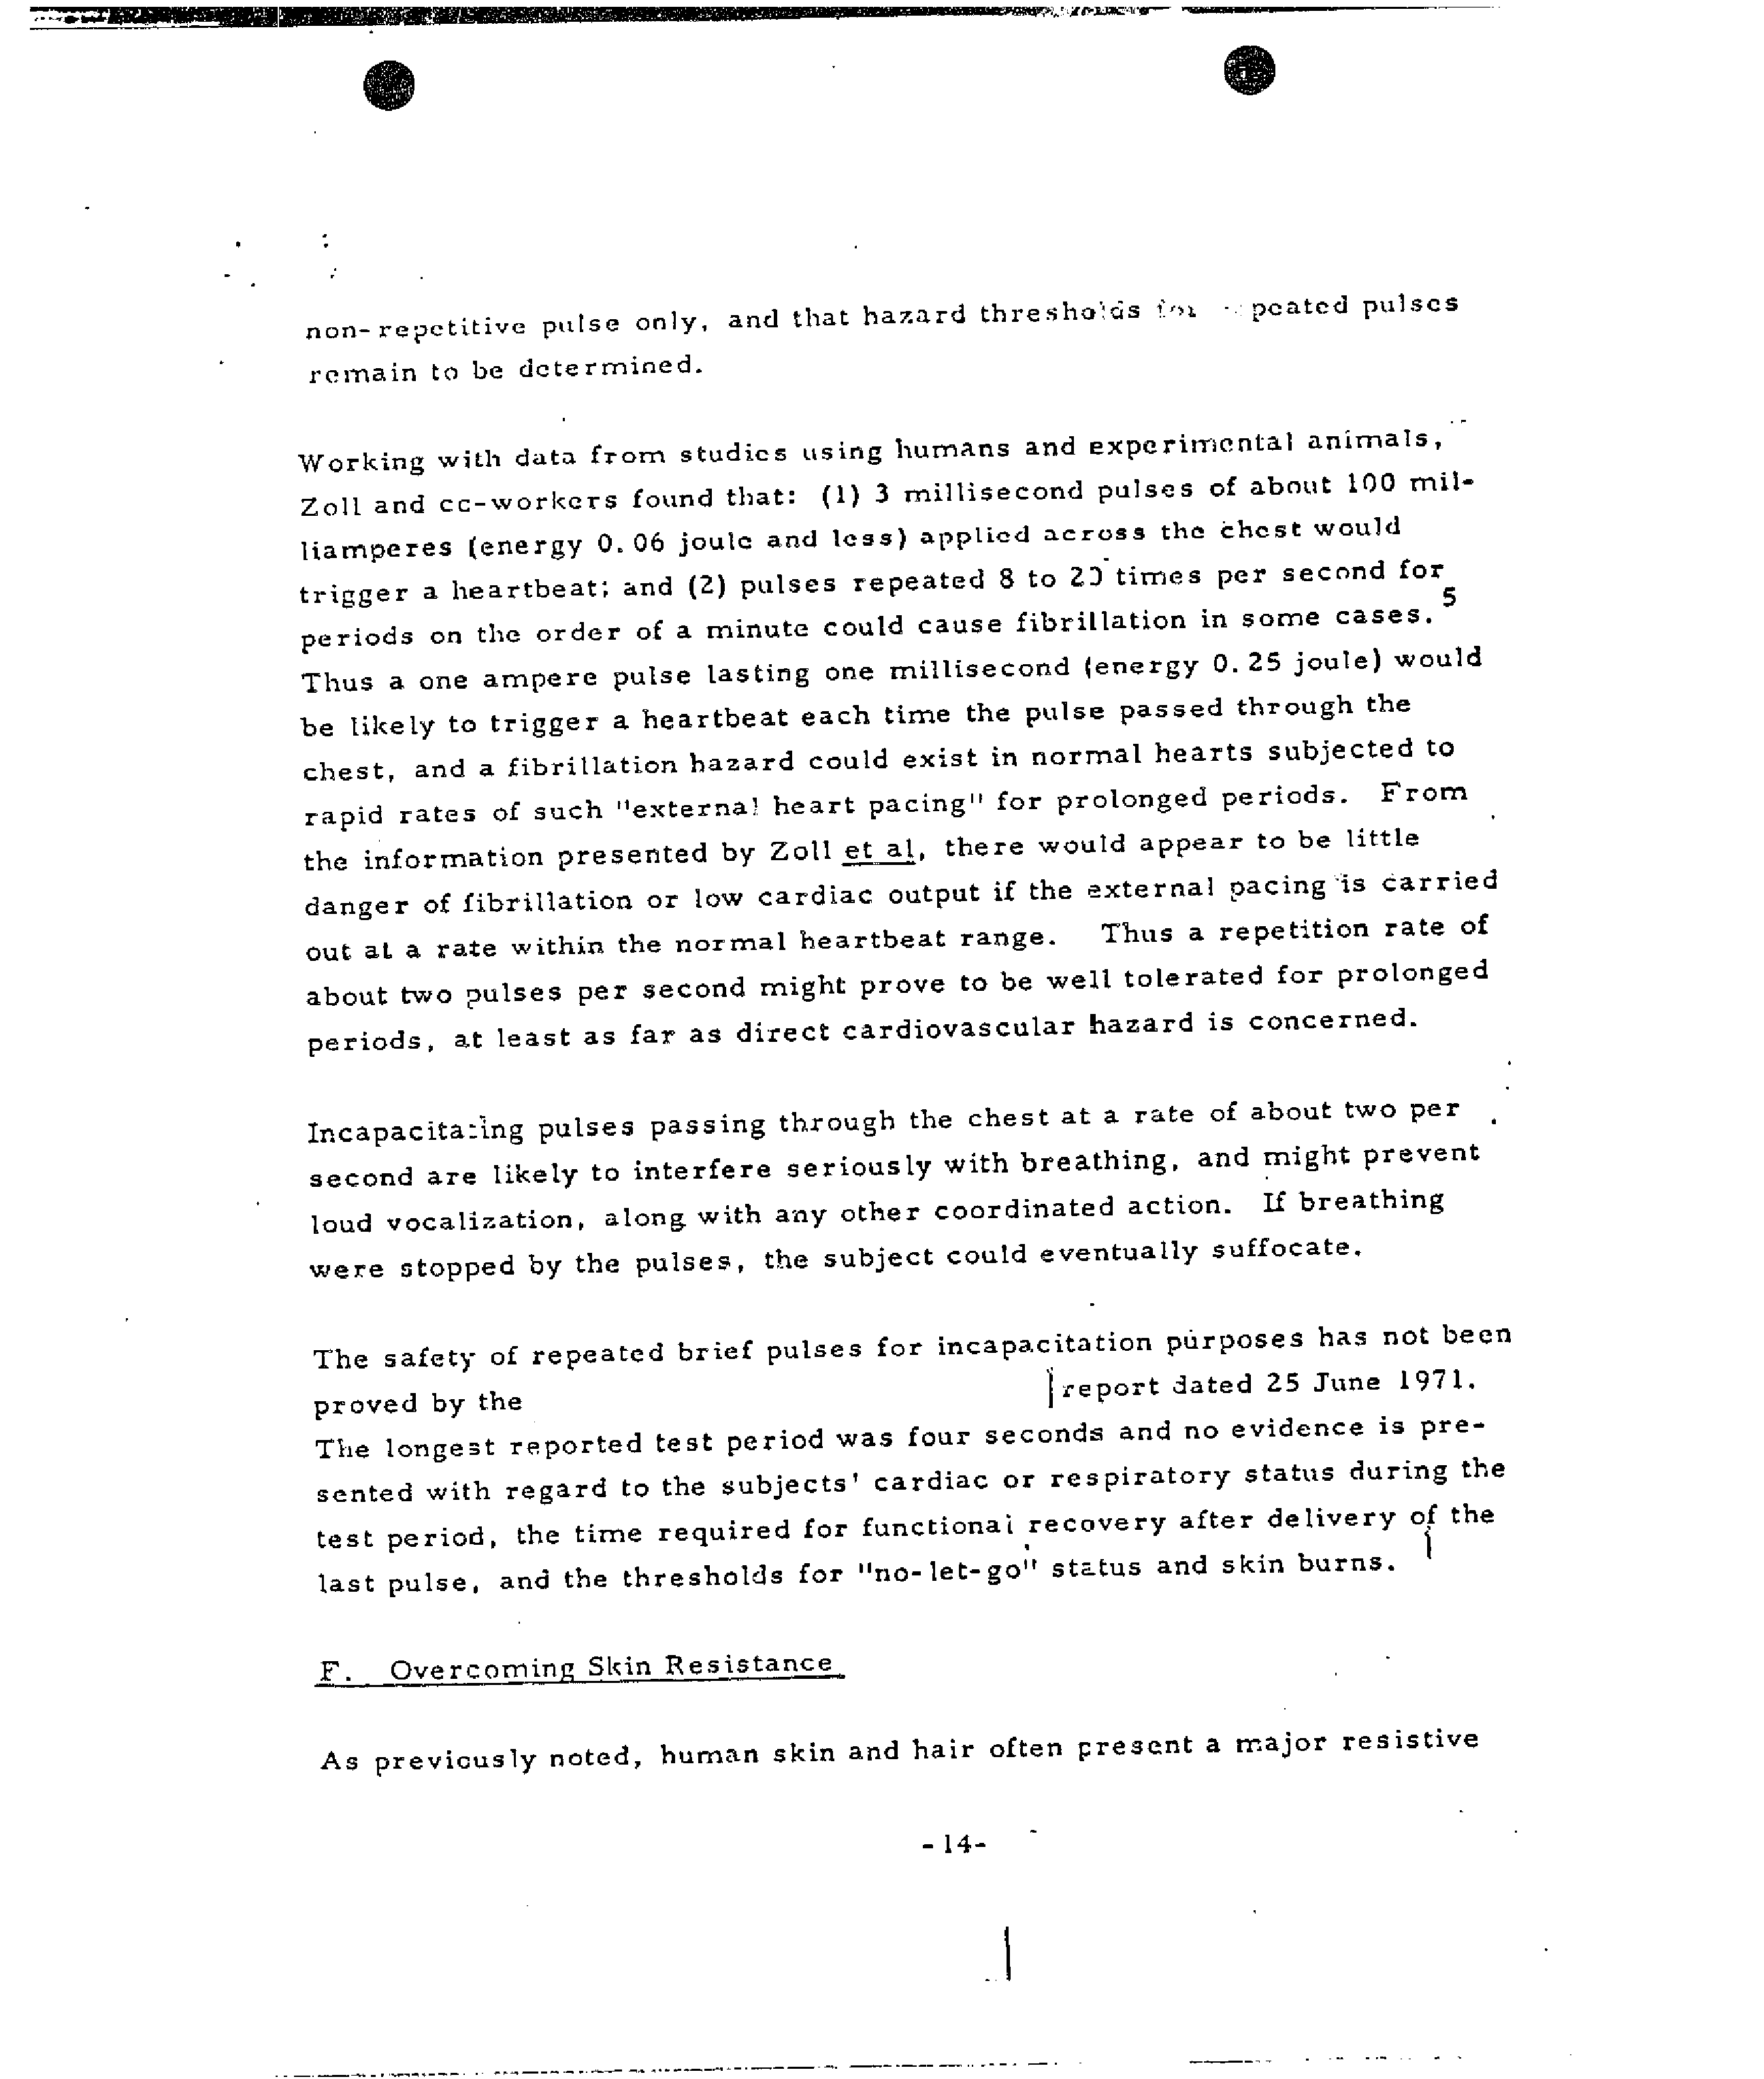 non-repetitive pulse only, and that hazard thresholds for repeated pulses
remain to be determined.
Working with data from studies using humans and experimental animals,
Zoll and co-workers found that: (1) 3 millisecond pulses of about 100 mil-
liamperes (energy 0.06 joule and less) applied across the chest would
trigger a heartbeat; and (2) pulses repeated 8 to 20 times per second for
periods on the order of a minute could cause fibrillation in some cases.5
Thus a one ampere pulse lasting one millisecond (energy 0.25 joule) would
be likely to trigger a heartbeat each time the pulse passed through the
chest, and a fibrillation hazard could exist in normal hearts subjected to
rapid rates of such "external heart pacing" for prolonged periods. From
the information presented by Zoll et al, there would appear to be little
danger of fibrillation or low cardiac output if the external pacing is carried
out at a rate within the normal heartbeat range. Thus a repetition rate of
about two pulses per second might prove to be well tolerated for prolonged
periods, at least as far as direct cardiovascular hazard is concerned.
Incapacitating pulses passing through the chest at a rate of about two per
second are likely to interfere seriously with breathing, and might prevent
loud vocalization, along with any other coordinated action. If breathing
were stopped by the pulses, the subject could eventually suffocate.
The safety of repeated brief pulses for incapacitation purposes has not been
proved by the report dated 25 June 1971.
The longest reported test period was four seconds and no evidence is pre-
sented with regard to the subjects' cardiac or respiratory status during the
test period, the time required for functional recovery after delivery of the
last pulse, and the thresholds for "no-let-go" status and skin burns.
F. Overcoming Skin Resistance
As previously noted, human skin and hair often present a major resistive
-14-